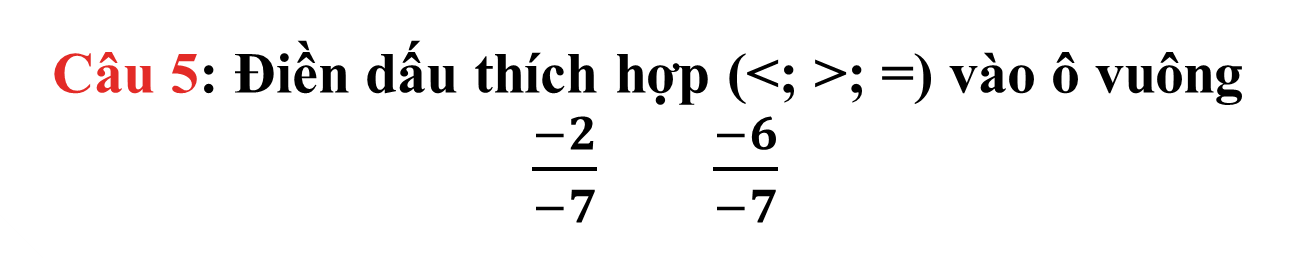 Câu 5: Điền dấu thích hợp (<; >; =) vào ô vuông
−2 −6
−7 −7